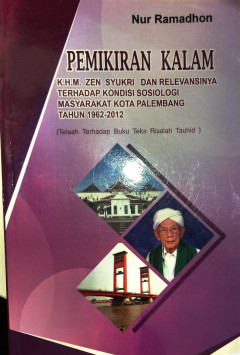 Nur Ramadhon
PEMIKIRAN KALAM
K.H.M. ZEN SYUKRI DAN RELEVANSINYA
TERHADAP KONDISI SOSIOLOGI
MASYARAKAT KOTA PALEMBANG
TAHUN 1962-2012
(Telaah Terhadap Buku Teks Risalah Tauhid )